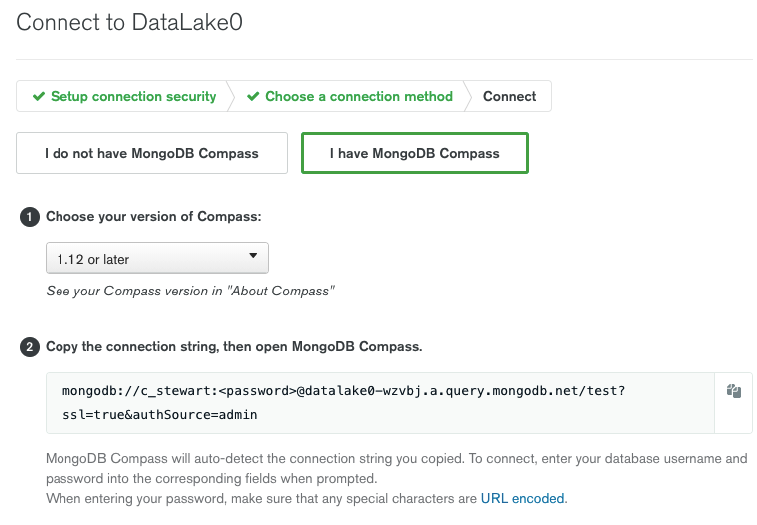 Connect to DataLake0
Setup connection security
Choose a connection method
Connect
I do not have MongoDB Compass
I have MongoDB Compass
1 Choose your version of Compass:
1.12 or later
See your Compass version in "About Compass"
2 Copy the connection string, then open MongoDB Compass.
mongodb://c_stewart:<password>@datalake0-wzvbj.a.query.mongodb.net/test?
ssl=true&authSource=admin
MongoDB Compass will auto-detect the connection string you copied. To connect, enter your database username and
password into the corresponding fields when prompted.
When entering your password, make sure that any special characters are URL encoded.